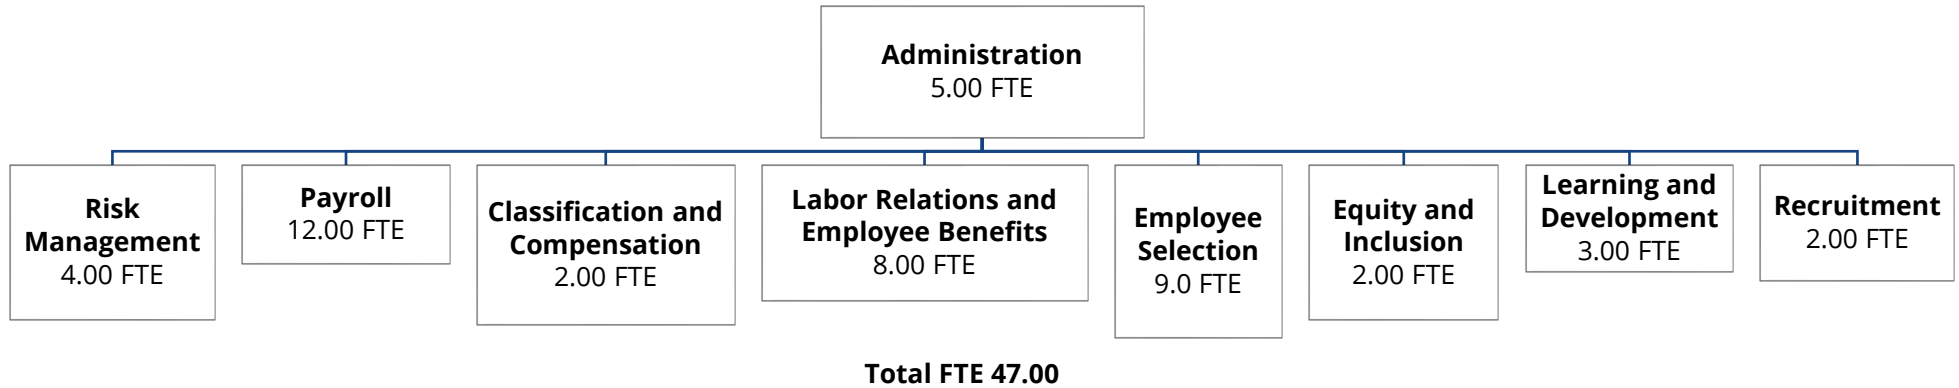 Administration
5.00 FTE
Risk
Management
4.00 FTE
Payroll
12.00 FTE
Classification and
Compensation
2.00 FTE
Labor Relations and
Employee Benefits
8.00 FTE
Employee
Selection
9.0 FTE
Equity and
Inclusion
2.00 FTE
Learning and
Development
3.00 FTE
Recruitment
2.00 FTE
Total FTE 47.00